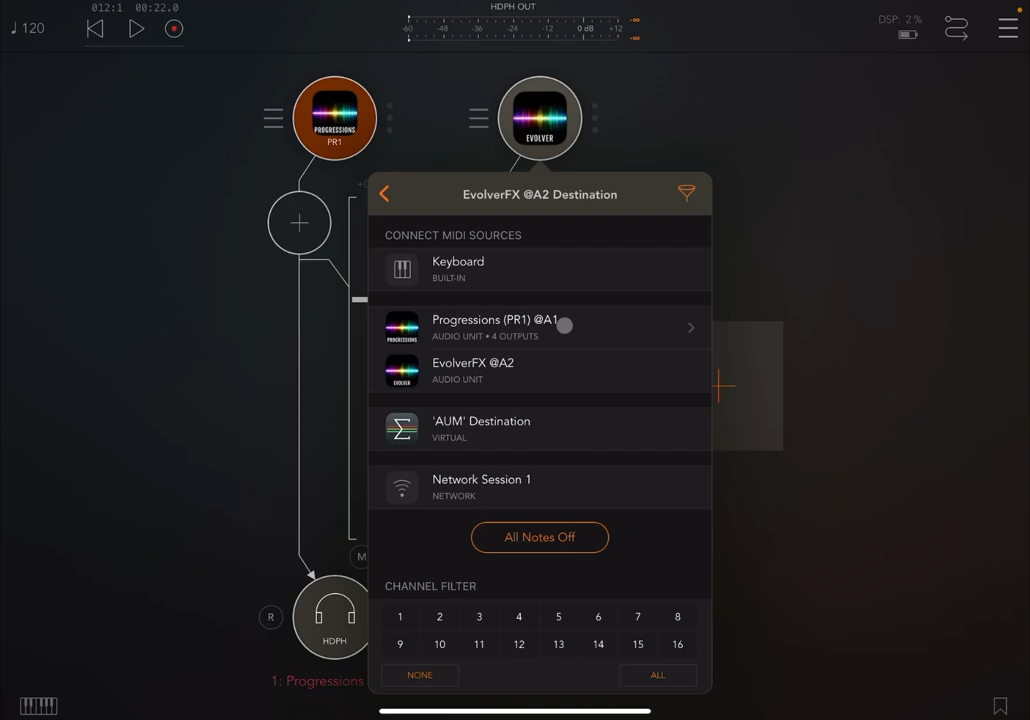 HDPH OUT
012:1 00:22.0
♩ 120
-60 -48 -36 -24 -12 0 dB +12
-∞
-∞
DSP: 2 %
PROGRESSIONS
PR1
EVOLVER
EvolverFX @A2 Destination
CONNECT MIDI SOURCES
Keyboard
BUILT-IN
Progressions (PR1) @A1
AUDIO UNIT • 4 OUTPUTS
PROGRESSIONS
EvolverFX @A2
AUDIO UNIT
EVOLVER
'AUM' Destination
VIRTUAL
Network Session 1
NETWORK
All Notes Off
M
CHANNEL FILTER
1 2 3 4 5 6 7 8
9 10 11 12 13 14 15 16
NONE ALL
R
HDPH
1: Progressions